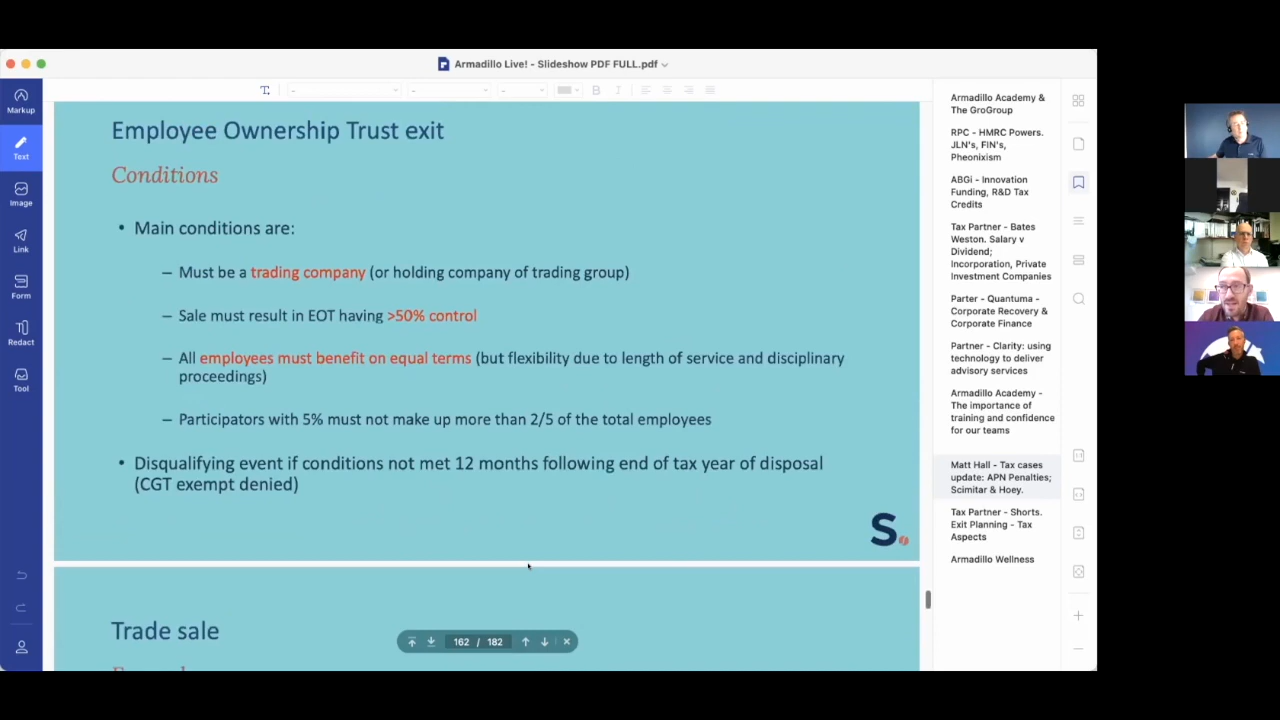 Armadillo Live! - Slideshow PDF FULL.pdf
Markup
Text
Image
Link
Form
Redact
Tool
B
I
Employee Ownership Trust exit
Conditions
• Main conditions are:
– Must be a trading company (or holding company of trading group)
– Sale must result in EOT having >50% control
– All employees must benefit on equal terms (but flexibility due to length of service and disciplinary
proceedings)
– Participators with 5% must not make up more than 2/5 of the total employees
• Disqualifying event if conditions not met 12 months following end of tax year of disposal
(CGT exempt denied)
S.
Trade sale
162 / 182
Armadillo Academy &
The GroGroup
RPC - HMRC Powers.
JLN's, FIN's,
Pheonixism
ABGi - Innovation
Funding, R&D Tax
Credits
Tax Partner - Bates
Weston. Salary v
Dividend;
Incorporation, Private
Investment Companies
Parter - Quantuma -
Corporate Recovery &
Corporate Finance
Partner - Clarity: using
technology to deliver
advisory services
Armadillo Academy -
The importance of
training and confidence
for our teams
Matt Hall - Tax cases
update: APN Penalties;
Scimitar & Hoey.
Tax Partner - Shorts.
Exit Planning - Tax
Aspects
Armadillo Wellness